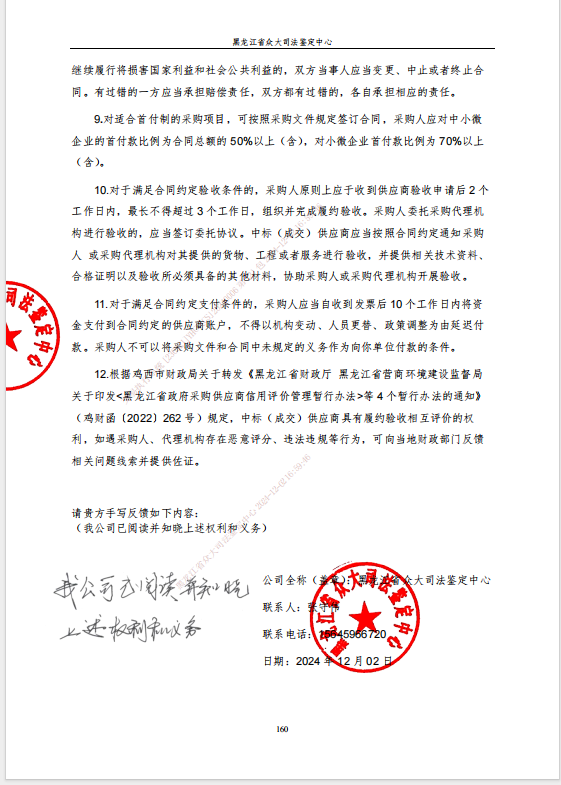 黑龙江省众大司法鉴定中心
继续履行将损害国家利益和社会公共利益的，双方当事人应当变更、中止或者终止合
同。有过错的一方应当承担赔偿责任，双方都有过错的，各自承担相应的责任。
9.对适合首付制的采购项目，可按照采购文件规定签订合同，采购人应对中小微
企业的首付款比例为合同总额的 50%以上（含），对小微企业首付款比例为 70%以上
（含）。
10.对于满足合同约定验收条件的，采购人原则上应于收到供应商验收申请后 2 个
工作日内，最长不得超过 3 个工作日，组织并完成履约验收。采购人委托采购代理机
构进行验收的，应当签订委托协议。中标（成交）供应商应当按照合同约定通知采购
人 或采购代理机构对其提供的货物、工程或者服务进行验收，并提供相关技术资料、
合格证明以及验收所必须具备的其他材料，协助采购人或采购代理机构开展验收。
11.对于满足合同约定支付条件的，采购人应当自收到发票后 10 个工作日内将资
金支付到合同约定的供应商账户，不得以机构变动、人员更替、政策调整为由延迟付
款。采购人不可以将采购文件和合同中未规定的义务作为向你单位付款的条件。
12.根据鸡西市财政局关于转发《黑龙江省财政厅 黑龙江省营商环境建设监督局
关于印发<黑龙江省政府采购供应商信用评价管理暂行办法>等 4 个暂行办法的通知》
（鸡财函〔2022〕262 号）规定，中标（成交）供应商具有履约验收相互评价的权
利，如遇采购人、代理机构存在恶意评分、违法违规等行为，可向当地财政部门反馈
相关问题线索并提供佐证。
请贵方手写反馈如下内容：
（我公司已阅读并知晓上述权利和义务）
我公司已阅读并知晓
上述权利和义务
公司全称（盖章）：黑龙江省众大司法鉴定中心
联系人：张守伟
联系电话：15045956720
日期：2024 年 12 月 02 日
黑龙江省众大司法鉴定中心
160